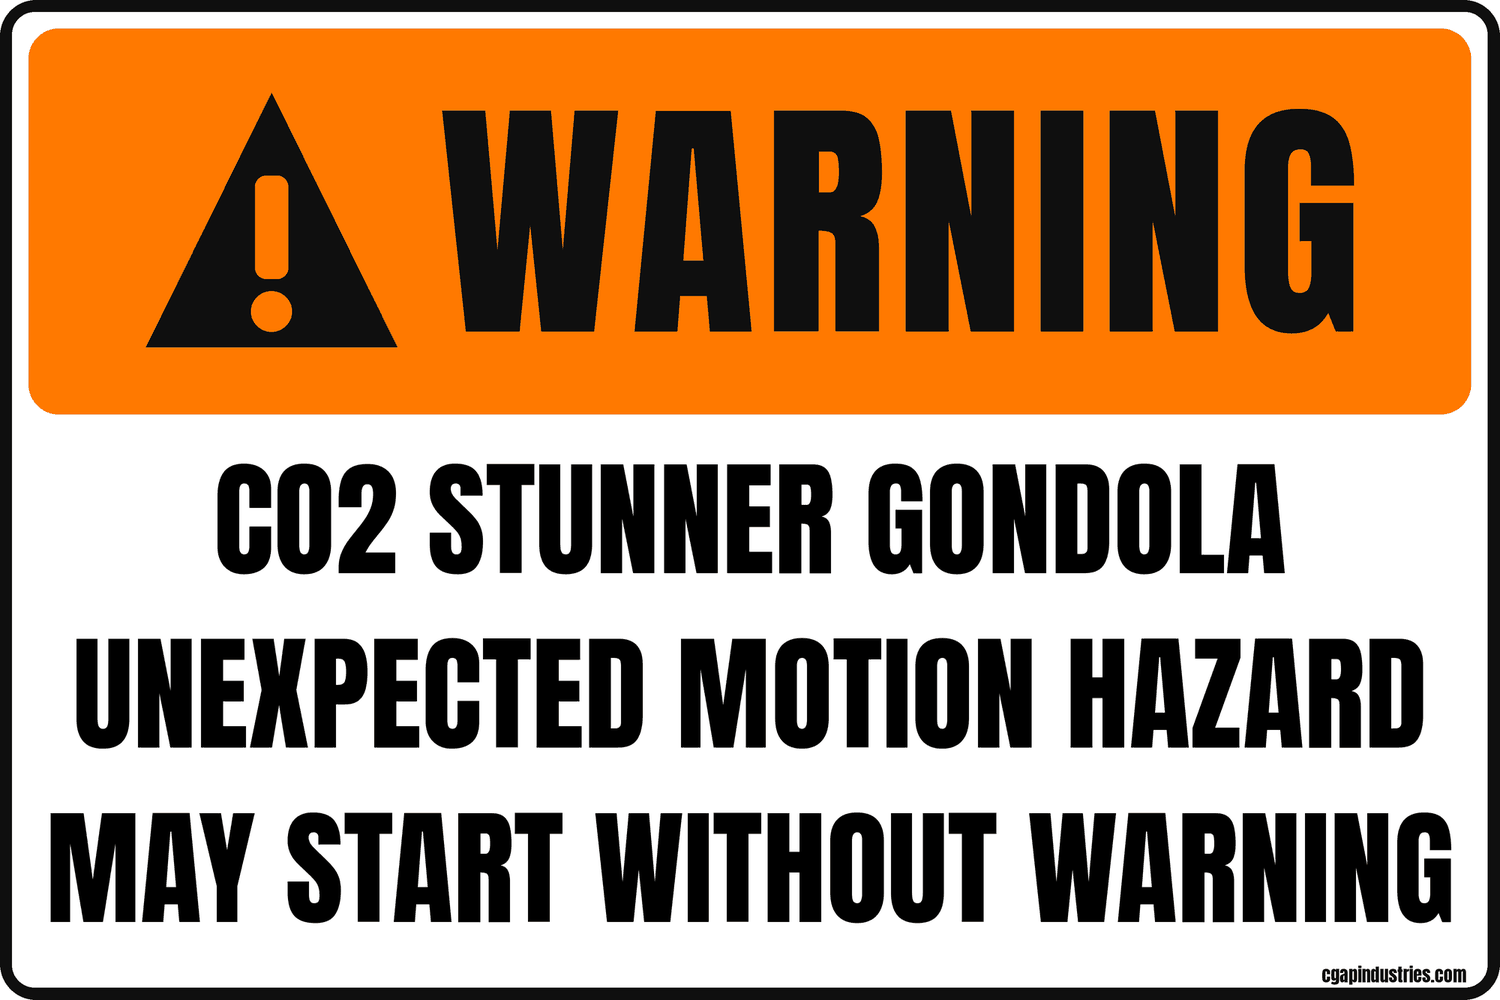 WARNING
CO2 STUNNER GONDOLA
UNEXPECTED MOTION HAZARD
MAY START WITHOUT WARNING
cgapindustries.com